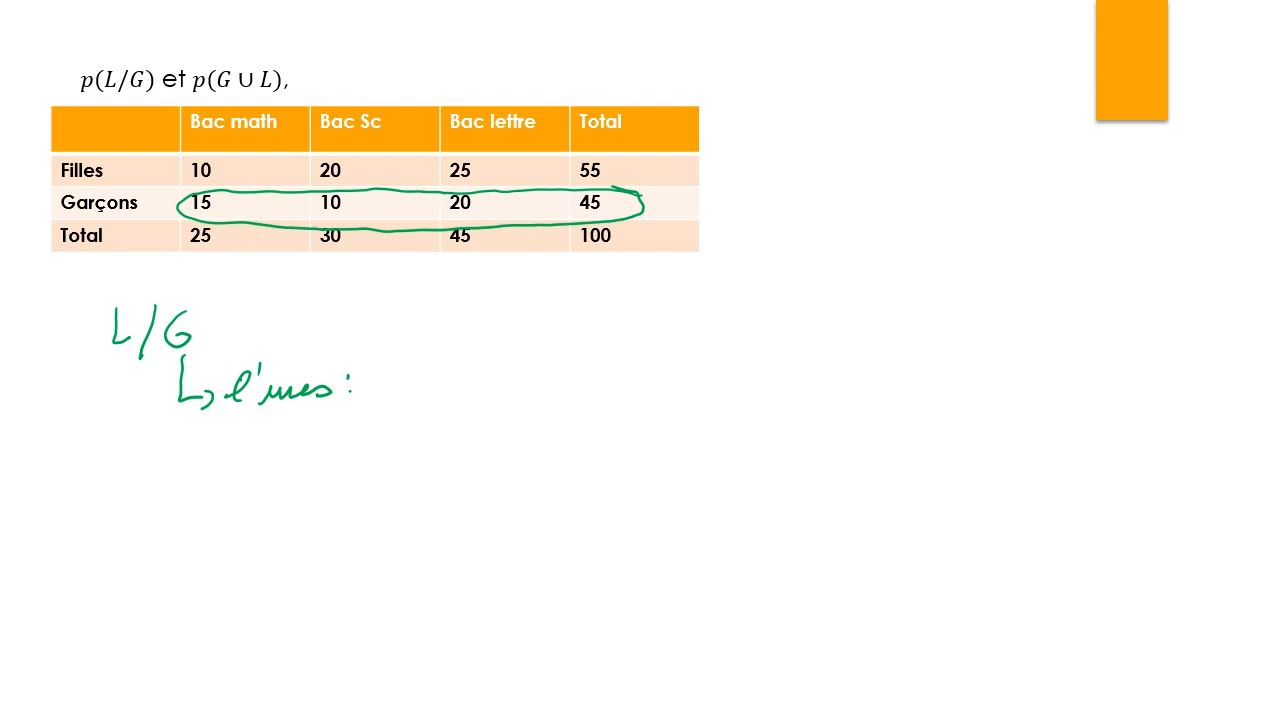 p(L/G) et p(G ∪ L),
Bac math Bac Sc Bac lettre Total
Filles 10 20 25 55
Garçons 15 10 20 45
Total 25 30 45 100
L/G
↳ l'unes :